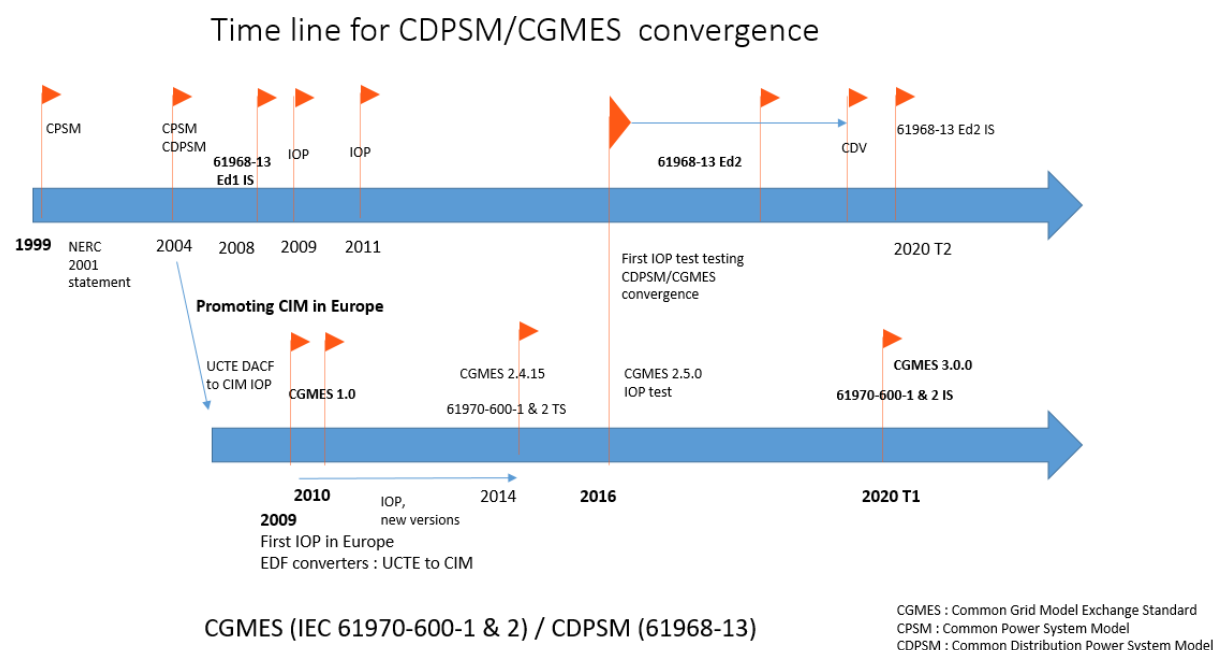 Time line for CDPSM/CGMES convergence
CPSM
CPSM
CDPSM
61968-13
Ed1 IS
IOP
IOP
61968-13 Ed2
CDV
61968-13 Ed2 IS
1999
NERC
2001
statement
2004
2008
2009
2011
First IOP test testing
CDPSM/CGMES
convergence
2020 T2
Promoting CIM in Europe
UCTE DACF
to CIM IOP
CGMES 1.0
CGMES 2.4.15
61970-600-1 & 2 TS
CGMES 2.5.0
IOP test
CGMES 3.0.0
61970-600-1 & 2 IS
2010
2009
First IOP in Europe
EDF converters : UCTE to CIM
IOP,
new versions
2014
2016
2020 T1
CGMES (IEC 61970-600-1 & 2) / CDPSM (61968-13)
CGMES : Common Grid Model Exchange Standard
CPSM : Common Power System Model
CDPSM : Common Distribution Power System Model